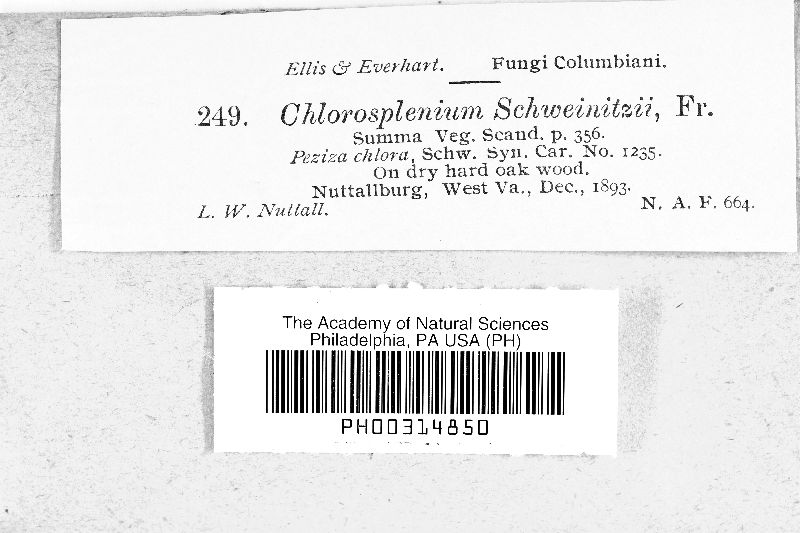 Ellis & Everhart. Fungi Columbiani.
249. Chlorosplenium Schweinitzii, Fr.
Summa Veg. Scand. p. 356.
Peziza chlora, Schw. Syn. Car. No. 1235.
On dry hard oak wood.
Nuttallburg, West Va., Dec., 1893.
L. W. Nuttall. N. A. F. 664.
The Academy of Natural Sciences
Philadelphia, PA USA (PH)
PH00314850